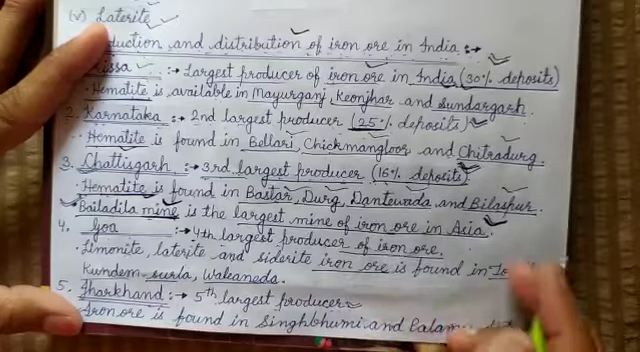 (v) Laterite
duction and distribution of iron ore in India :→
rissa :→ Largest producer of iron ore in India (30% deposits)
· Hematite is available in Mayurganj, Keonjhar and Sundargarh.
2. Karnataka :→ 2nd largest producer (25% deposits)
· Hematite is found in Bellari, Chickmangloor and Chitradurg.
3. Chattisgarh :→ 3rd largest producer (16% deposits)
· Hematite is found in Bastar, Durg, Dantewada and Bilaspur.
· Bailadila mine is the largest mine of iron ore in Asia.
4. Goa :→ 4th largest producer of iron ore.
· Limonite, laterite and siderite iron ore is found in
Kundem-surla,
5. Jharkhand :→ 5th largest producer
Iron ore is found in Singhbhumi and